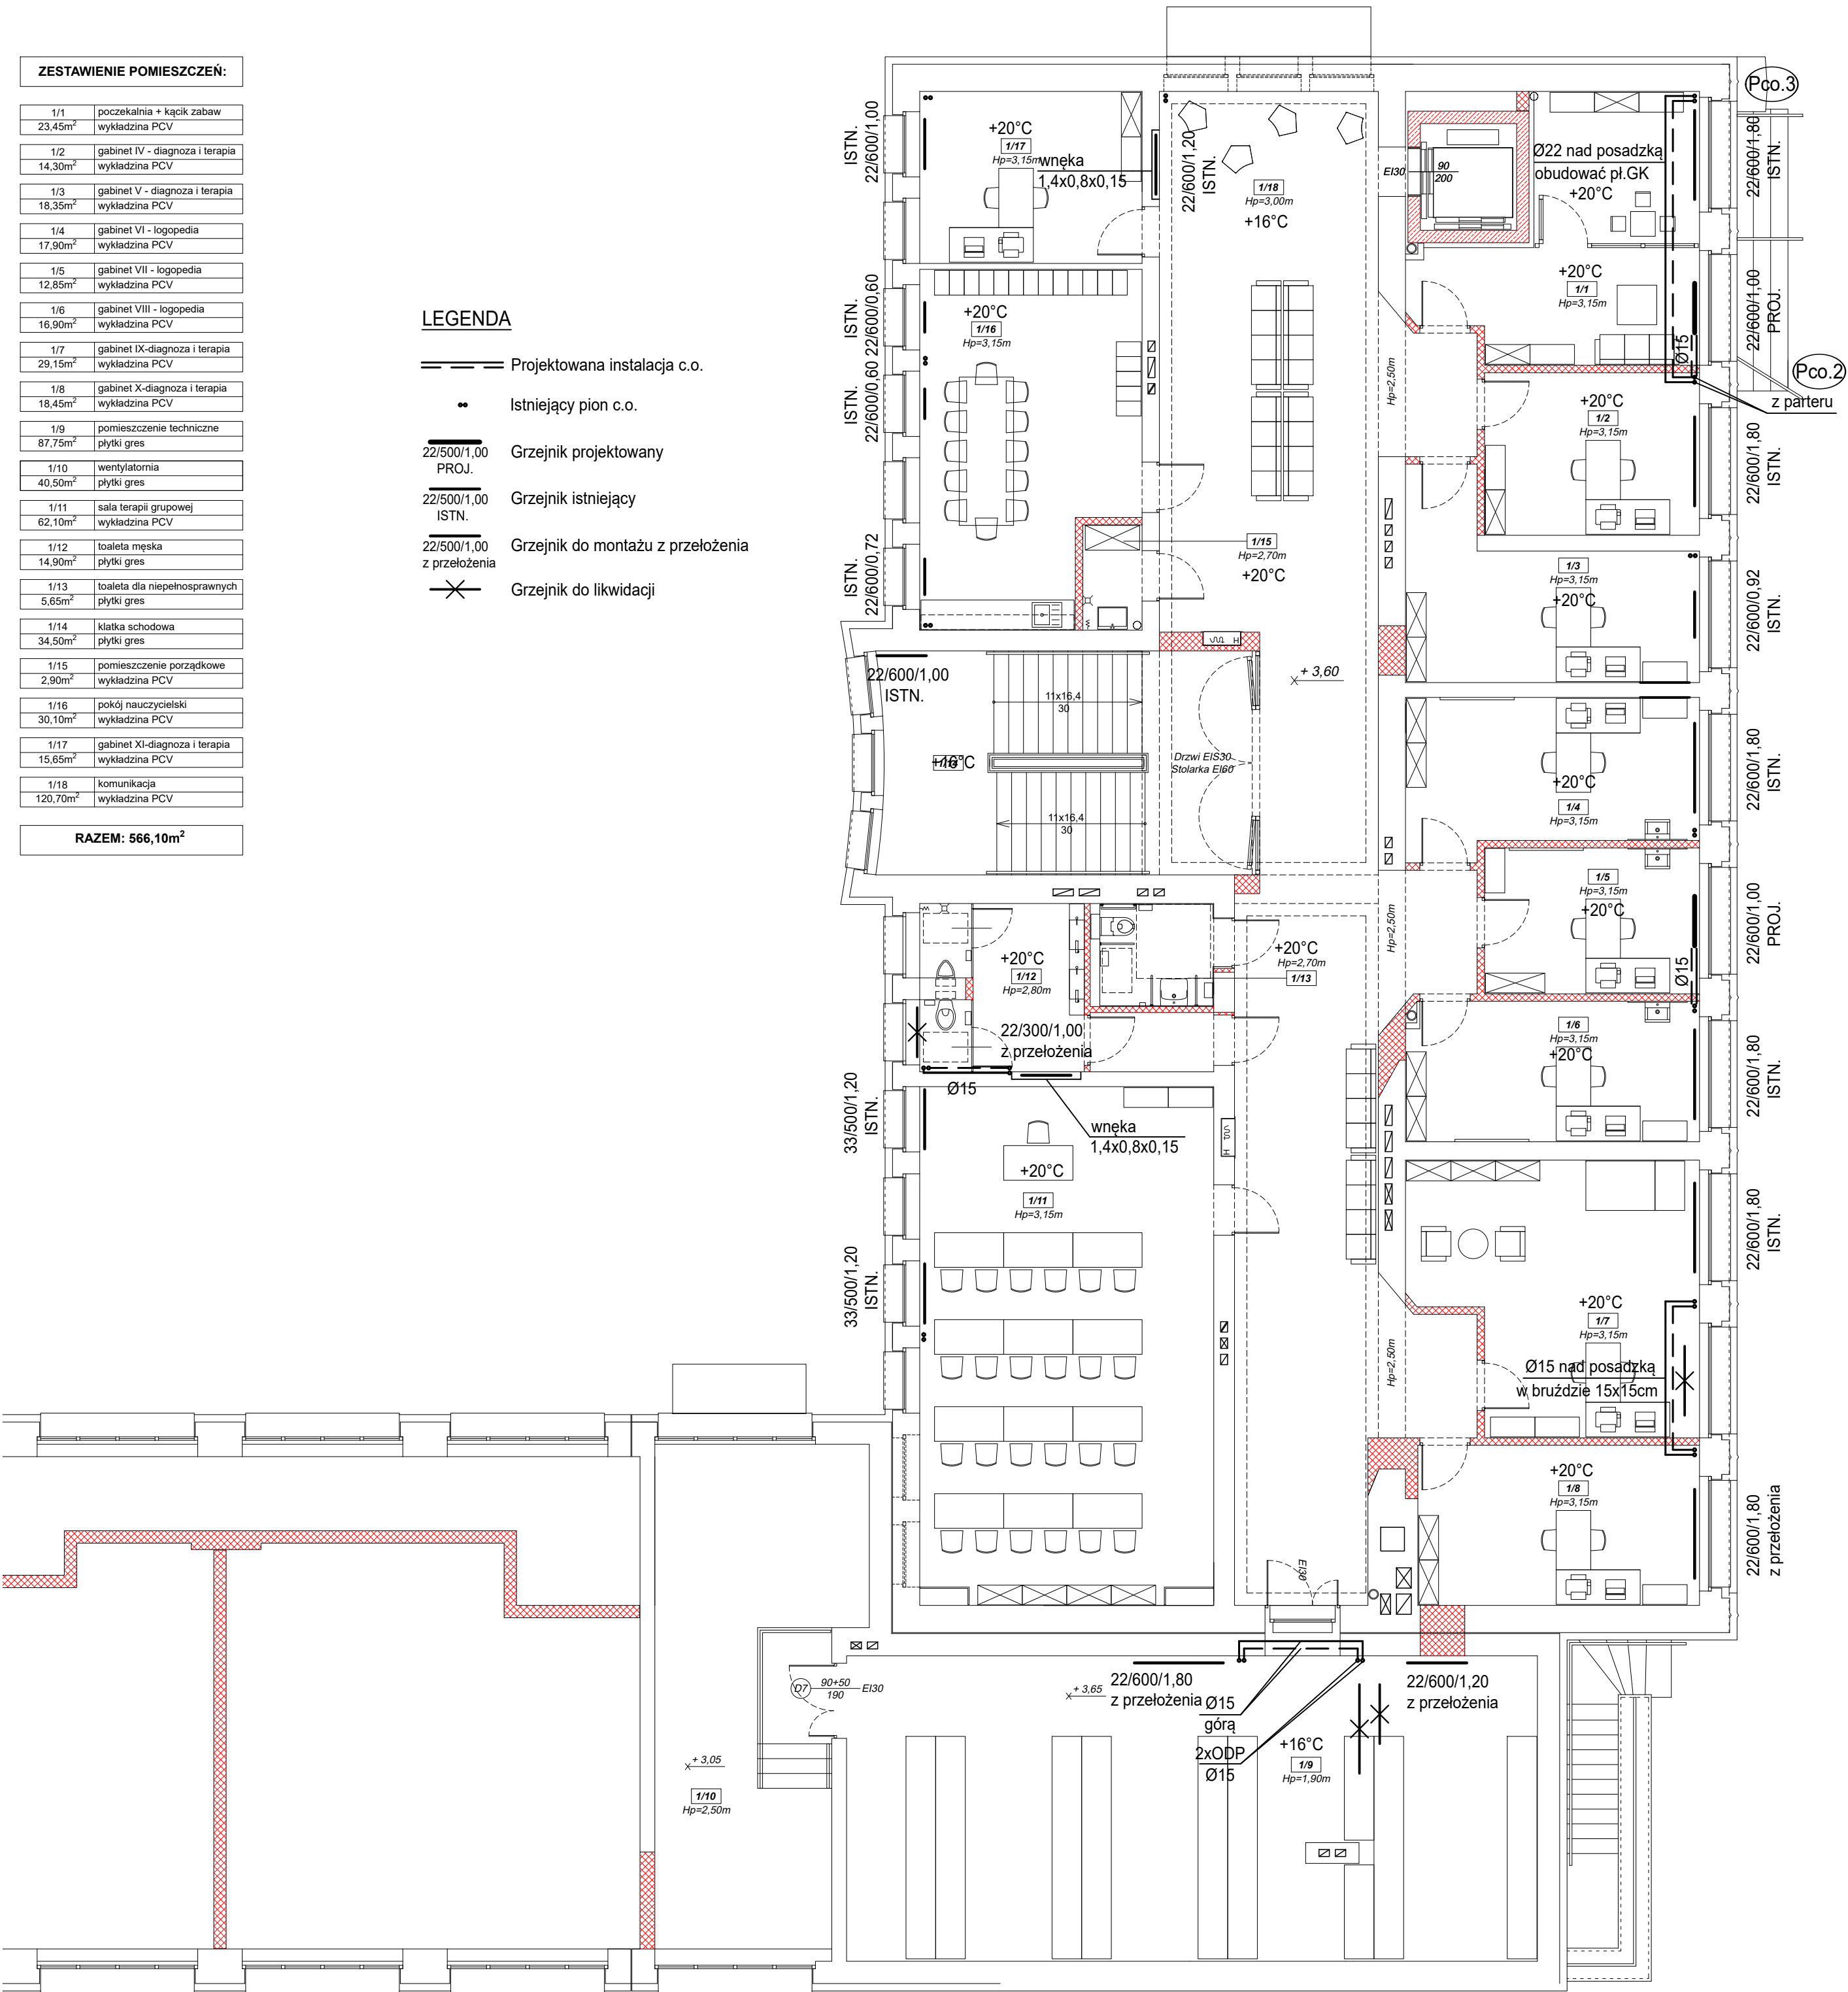 ZESTAWIENIE POMIESZCZEŃ:
1/1 poczekalnia + kącik zabaw
23,45m² wykładzina PCV
1/2 gabinet IV - diagnoza i terapia
14,30m² wykładzina PCV
1/3 gabinet V - diagnoza i terapia
18,35m² wykładzina PCV
1/4 gabinet VI - logopedia
17,90m² wykładzina PCV
1/5 gabinet VII - logopedia
12,85m² wykładzina PCV
1/6 gabinet VIII - logopedia
16,90m² wykładzina PCV
1/7 gabinet IX-diagnoza i terapia
29,15m² wykładzina PCV
1/8 gabinet X-diagnoza i terapia
18,45m² wykładzina PCV
1/9 pomieszczenie techniczne
87,75m² płytki gres
1/10 wentylatornia
40,50m² płytki gres
1/11 sala terapii grupowej
62,10m² wykładzina PCV
1/12 toaleta męska
14,90m² płytki gres
1/13 toaleta dla niepełnosprawnych
5,65m² płytki gres
1/14 klatka schodowa
34,50m² płytki gres
1/15 pomieszczenie porządkowe
2,90m² wykładzina PCV
1/16 pokój nauczycielski
30,10m² wykładzina PCV
1/17 gabinet XI-diagnoza i terapia
15,65m² wykładzina PCV
1/18 komunikacja
120,70m² wykładzina PCV
RAZEM: 566,10m²
LEGENDA
Projektowana instalacja c.o.
Istniejący pion c.o.
22/500/1,00
PROJ.
Grzejnik projektowany
22/500/1,00
ISTN.
Grzejnik istniejący
22/500/1,00
z przełożenia
Grzejnik do montażu z przełożenia
Grzejnik do likwidacji
ISTN.
22/600/1,00
+20°C
1/17
Hp=3,15m
wnęka
1,4x0,8x0,15
22/600/1,20
ISTN.
1/18
Hp=3,00m
+16°C
EI30
90
200
Ø22 nad posadzką
obudować pł.GK
+20°C
22/600/1,80
ISTN.
Pco.3
ISTN.
22/600/0,60
+20°C
1/16
Hp=3,15m
ISTN.
22/600/0,60
+20°C
1/1
Hp=3,15m
Ø15
22/600/1,00
PROJ.
Pco.2
z parteru
Hp=2,50m
+20°C
1/2
Hp=3,15m
22/600/1,80
ISTN.
ISTN.
22/600/0,72
1/15
Hp=2,70m
+20°C
H
1/3
Hp=3,15m
+20°C
22/600/0,92
ISTN.
22/600/1,00
ISTN.
11x16,4
30
+ 3,60
+16°C
Drzwi EIS30
Stolarka EI60
11x16,4
30
+20°C
1/4
Hp=3,15m
22/600/1,80
ISTN.
1/5
Hp=3,15m
+20°C
Hp=2,50m
22/600/1,00
PROJ.
Ø15
+20°C
1/12
Hp=2,80m
+20°C
Hp=2,70m
1/13
22/300/1,00
z przełożenia
Ø15
1/6
Hp=3,15m
+20°C
22/600/1,80
ISTN.
33/500/1,20
ISTN.
wnęka
1,4x0,8x0,15
H
+20°C
1/11
Hp=3,15m
22/600/1,80
ISTN.
33/500/1,20
ISTN.
+20°C
1/7
Hp=3,15m
Hp=2,50m
Ø15 nad posadzką
w bruździe 15x15cm
+20°C
1/8
Hp=3,15m
22/600/1,80
z przełożenia
EI30
D7
90+50
190
EI30
+ 3,65
22/600/1,80
z przełożenia
Ø15
górą
22/600/1,20
z przełożenia
2xODP
Ø15
+16°C
1/9
Hp=1,90m
+ 3,05
1/10
Hp=2,50m